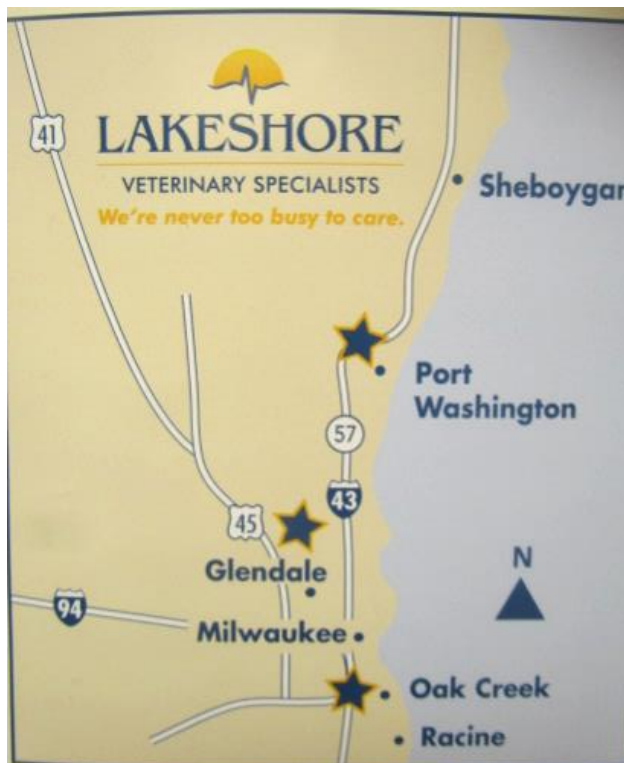 41
LAKESHORE
VETERINARY SPECIALISTS
We're never too busy to care.
Sheboygan
Port
Washington
57
43
45
Glendale
N
94
Milwaukee
Oak Creek
Racine